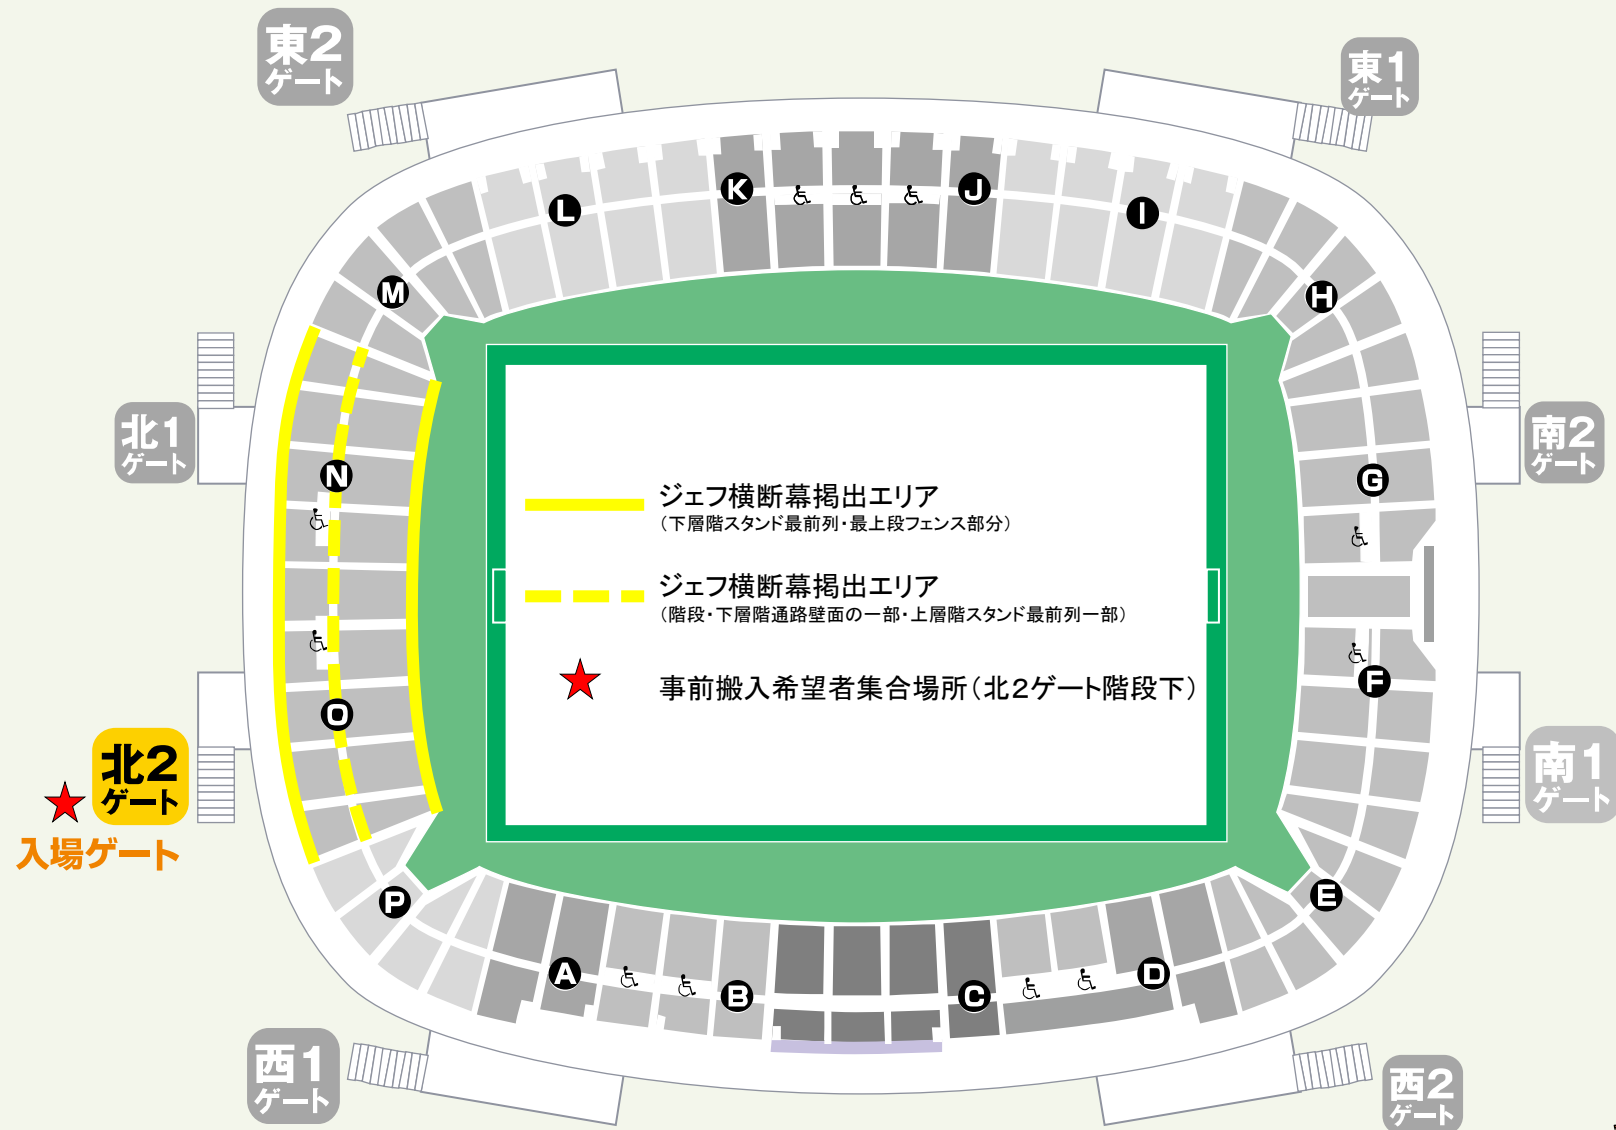 東2
ゲート
東1
ゲート
K
J
L
I
M
H
北1
ゲート
南2
ゲート
N
G
ジェフ横断幕掲出エリア
（下層階スタンド最前列・最上段フェンス部分）
ジェフ横断幕掲出エリア
（階段・下層階通路壁面の一部・上層階スタンド最前列一部）
事前搬入希望者集合場所（北２ゲート階段下）
F
O
北2
ゲート
入場ゲート
南1
ゲート
P
E
A
D
B
C
西1
ゲート
西2
ゲート